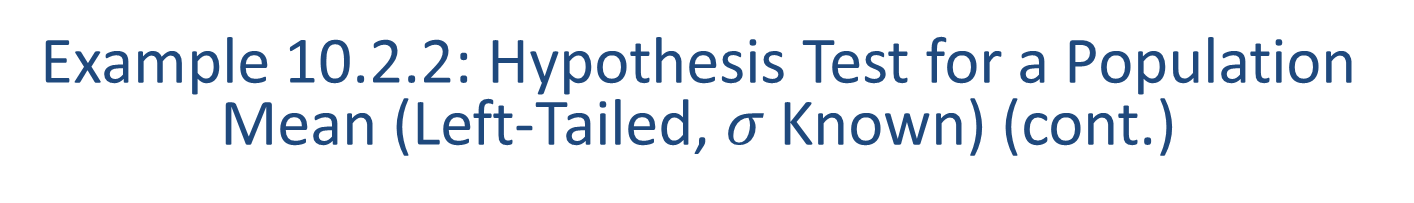 Example 10.2.2: Hypothesis Test for a Population
Mean (Left-Tailed, 𝜎 Known) (cont.)